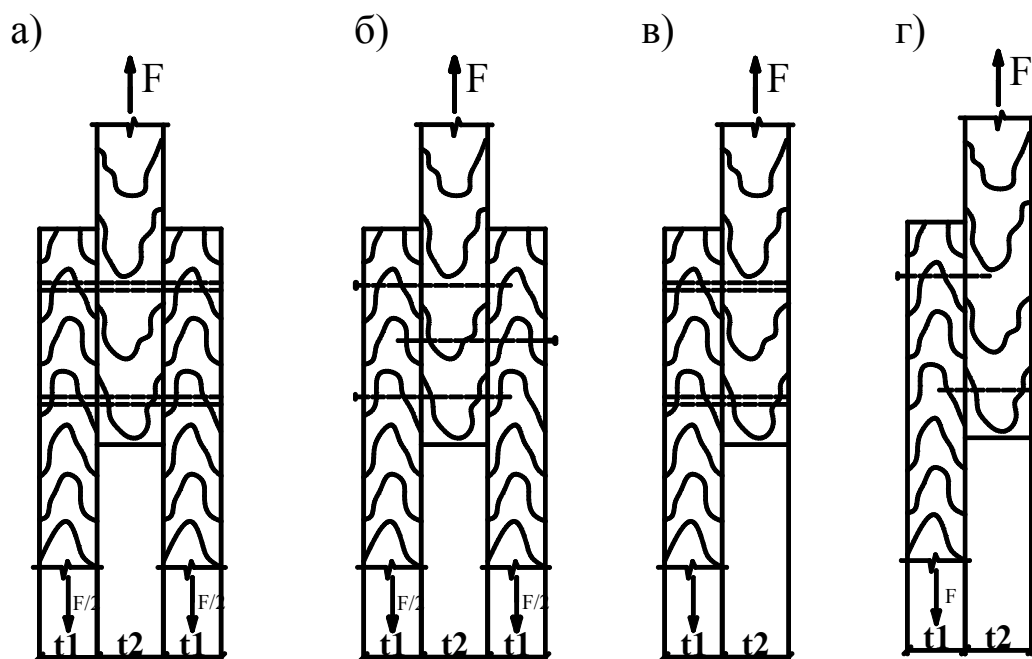 а) б) в) г)
F F F F
F/2 F/2 F/2 F/2 F F
t1 t2 t1 t1 t2 t1 t1 t2 t1 t2